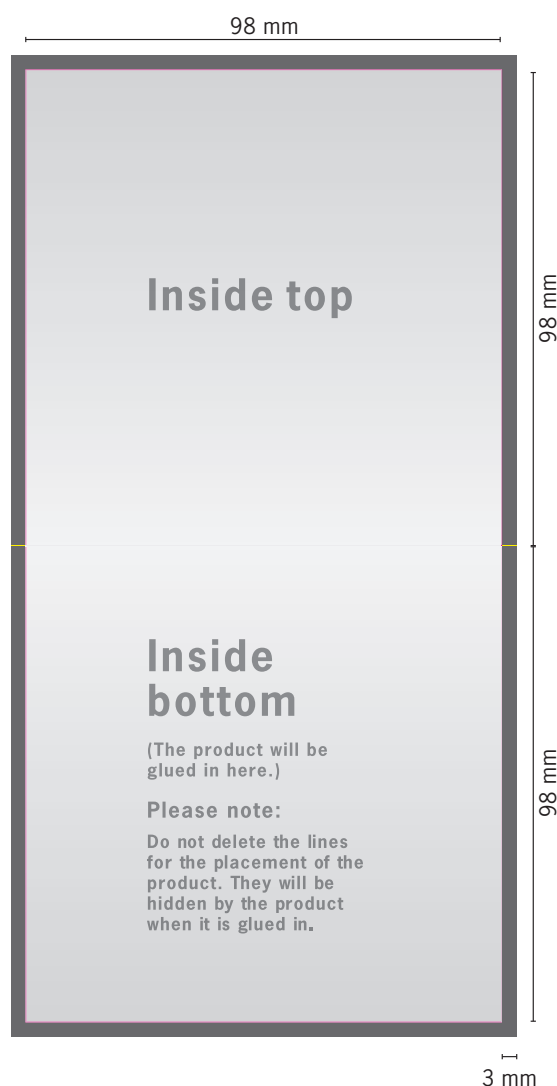 98 mm
98 mm
Inside top
Inside
bottom
(The product will be
glued in here.)
98 mm
Please note:
Do not delete the lines
for the placement of the
product. They will be
hidden by the product
when it is glued in.
3 mm